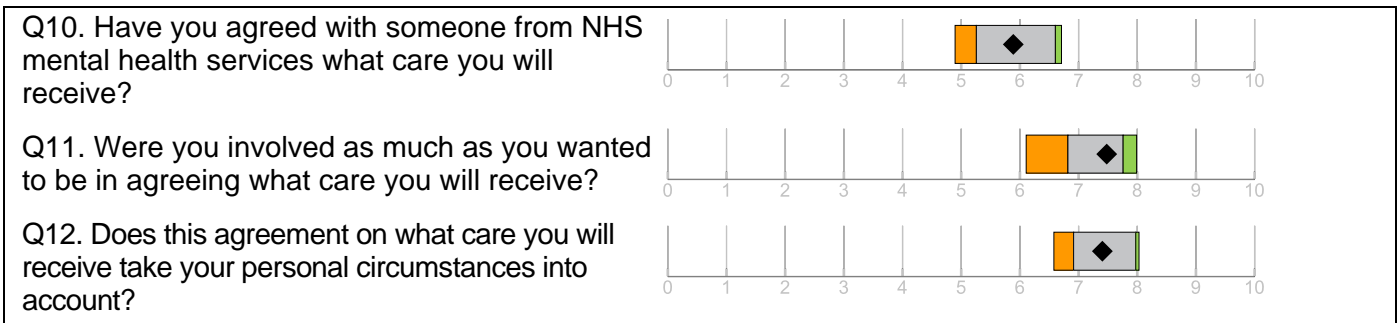 Q10. Have you agreed with someone from NHS
mental health services what care you will
receive?
0 1 2 3 4 5 6 7 8 9 10
Q11. Were you involved as much as you wanted
to be in agreeing what care you will receive?
0 1 2 3 4 5 6 7 8 9 10
Q12. Does this agreement on what care you will
receive take your personal circumstances into
account?
0 1 2 3 4 5 6 7 8 9 10